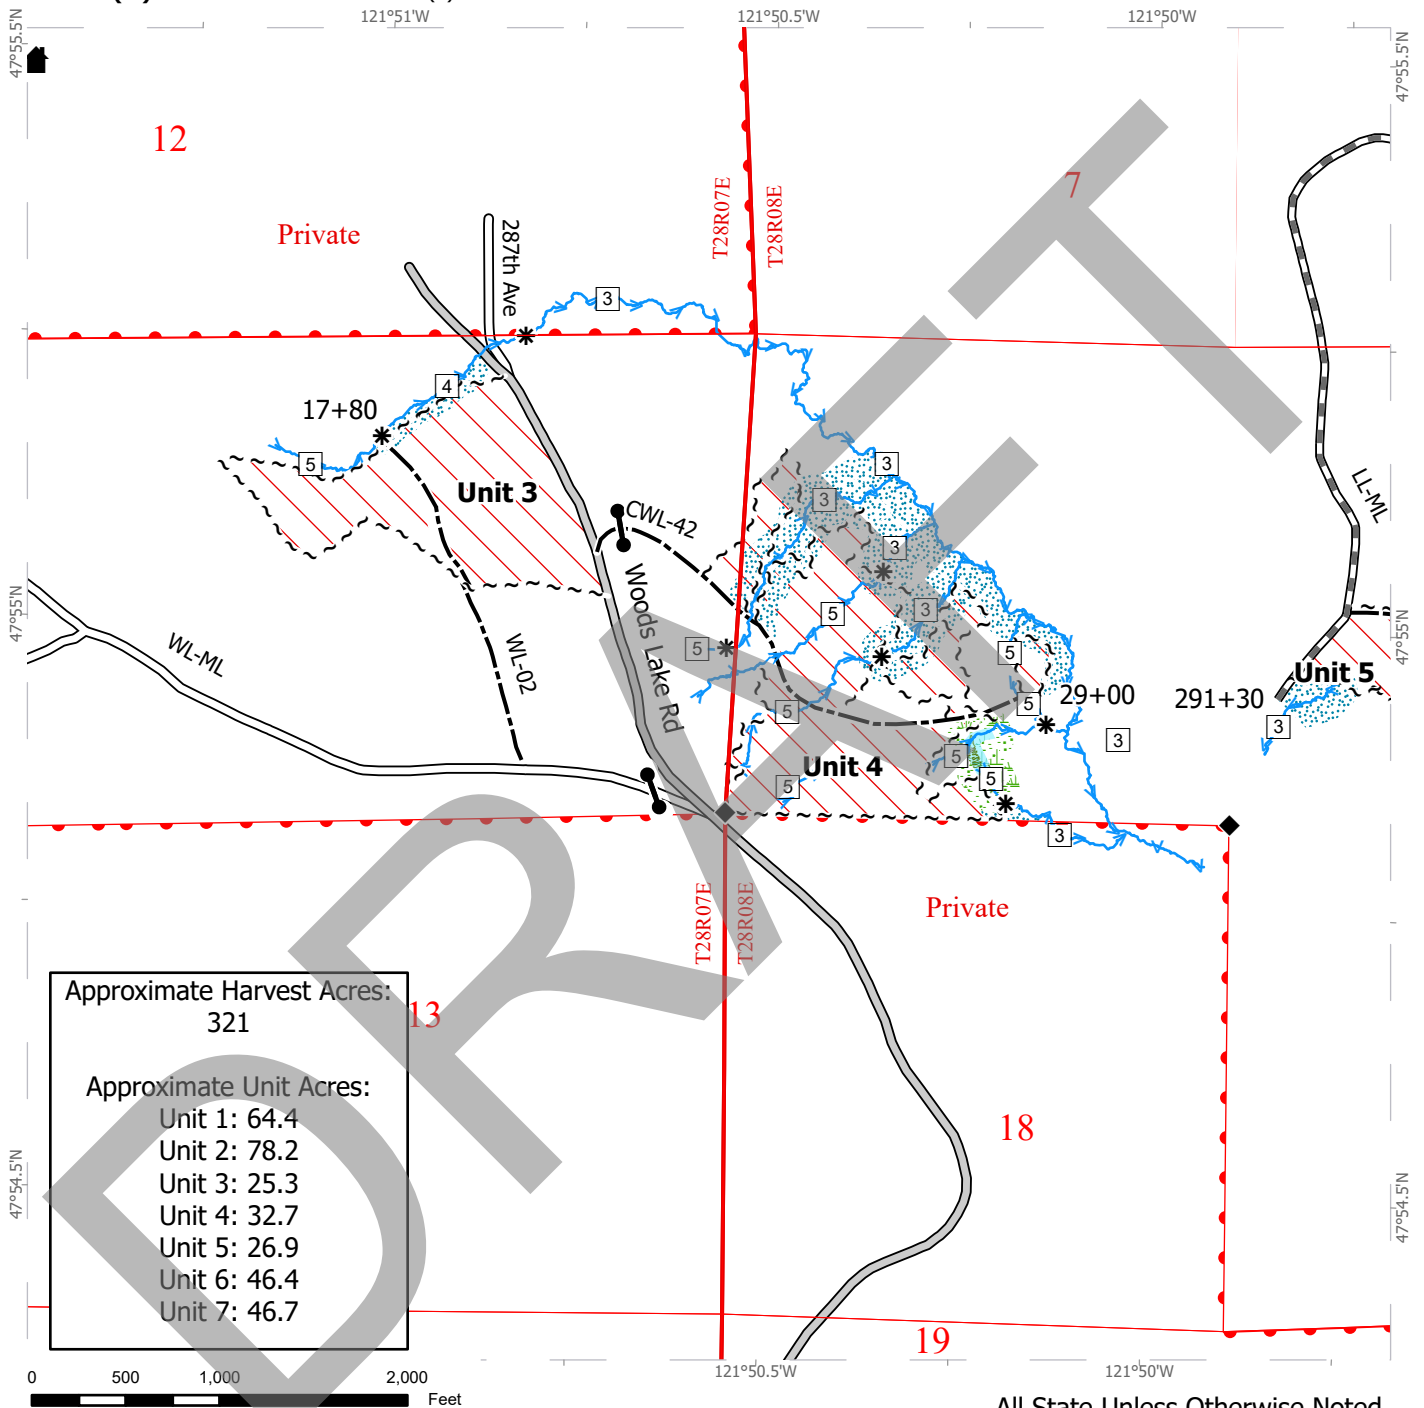 121°51'W
121°50.5'W
121°50'W
47°55.5'N
47°55.5'N
12
7
T28R07E
T28R08E
Private
287th Ave
3
4
17+80
5
Unit 3
3
3
LL-ML
CWL-42
3
47°55'N
47°55'N
Woods Lake Rd
5
3
WL-ML
WL-02
5
5
Unit 5
5
29+00
291+30
5
3
3
5
Unit 4
5
5
3
T28R07E
T28R08E
Private
Approximate Harvest Acres:
321
13
Approximate Unit Acres:
Unit 1: 64.4
Unit 2: 78.2
Unit 3: 25.3
Unit 4: 32.7
Unit 5: 26.9
Unit 6: 46.4
Unit 7: 46.7
18
47°54.5'N
47°54.5'N
19
121°50.5'W
121°50'W
0 500 1,000 2,000
Feet
All State Unless Otherwise Noted
DRAFT